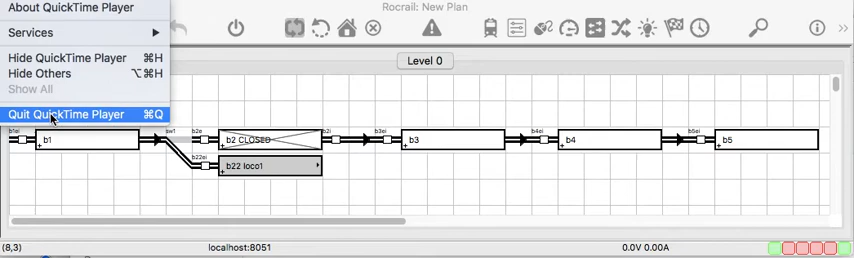 About QuickTime Player
Rocrail: New Plan
Services
Hide QuickTime Player ⌘H
Hide Others ⌥⌘H
Show All
Quit QuickTime Player ⌘Q
Level 0
b1ei b1 sw1 b2e b2 CLOSED b2i b3ei b3 b4ei b4 b5ei b5
b22ei b22 loco1
(8,3) localhost:8051 0.0V 0.00A